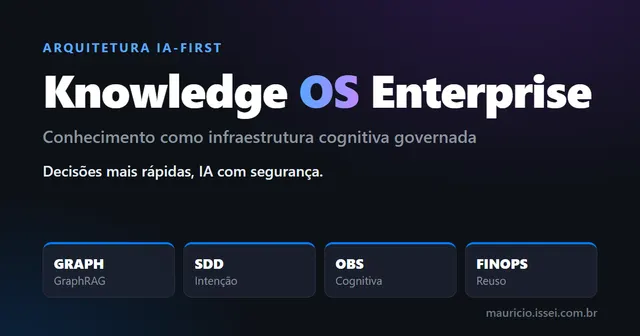 ARQUITETURA IA-FIRST
Knowledge OS Enterprise
Conhecimento como infraestrutura cognitiva governada
Decisões mais rápidas, IA com segurança.
GRAPH
GraphRAG
SDD
Intenção
OBS
Cognitiva
FINOPS
Reuso
mauricio.issei.com.br